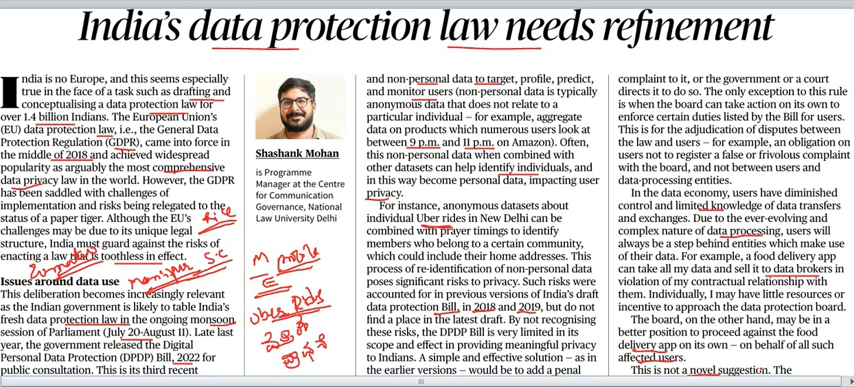 India's data protection law needs refinement
India is no Europe, and this seems especially
true in the face of a task such as drafting and
conceptualising a data protection law for
over 1.4 billion Indians. The European Union's
(EU) data protection law, i.e., the General Data
Protection Regulation (GDPR), came into force
in the middle of 2018 and achieved widespread
popularity as arguably the most comprehensive
data privacy law in the world. However, the GDPR
has been saddled with challenges of
implementation and risks being relegated to the
status of a paper tiger. Although the EU's
challenges may be due to its unique legal
structure, India must guard against the risks of
enacting a law that is toothless in effect.
Issues around data use
This deliberation becomes increasingly relevant
as the Indian government is likely to table India's
fresh data protection law in the ongoing monsoon
session of Parliament (July 20-August 11). Late last
year, the government released the Digital
Personal Data Protection (DPDP) Bill, 2022 for
public consultation. This is its third recent
Rice
S.C
Shashank Mohan
is Programme
Manager at the Centre
for Communication
Governance, National
Law University Delhi
M mobile
E
and non-personal data to target, profile, predict,
and monitor users (non-personal data is typically
anonymous data that does not relate to a
particular individual – for example, aggregate
data on products which numerous users look at
between 9 p.m. and 11 p.m. on Amazon). Often,
this non-personal data when combined with
other datasets can help identify individuals, and
in this way become personal data, impacting user
privacy.
For instance, anonymous datasets about
individual Uber rides in New Delhi can be
combined with prayer timings to identify
members who belong to a certain community,
which could include their home addresses. This
process of re-identification of non-personal data
poses significant risks to privacy. Such risks were
accounted for in previous versions of India's draft
data protection Bill, in 2018 and 2019, but do not
find a place in the latest draft. By not recognising
these risks, the DPDP Bill is very limited in its
scope and effect in providing meaningful privacy
to Indians. A simple and effective solution – as in
the earlier versions – would be to add a penal
complaint to it, or the government or a court
directs it to do so. The only exception to this rule
is when the board can take action on its own to
enforce certain duties listed by the Bill for users.
This is for the adjudication of disputes between
the law and users – for example, an obligation on
users not to register a false or frivolous complaint
with the board, and not between users and
data-processing entities.
In the data economy, users have diminished
control and limited knowledge of data transfers
and exchanges. Due to the ever-evolving and
complex nature of data processing, users will
always be a step behind entities which make use
of their data. For example, a food delivery app
can take all my data and sell it to data brokers in
violation of my contractual relationship with
them. Individually, I may have little resources or
incentive to approach the data protection board.
The board, on the other hand, may be in a
better position to proceed against the food
delivery app on its own – on behalf of all such
affected users.
This is not a novel suggestion. The